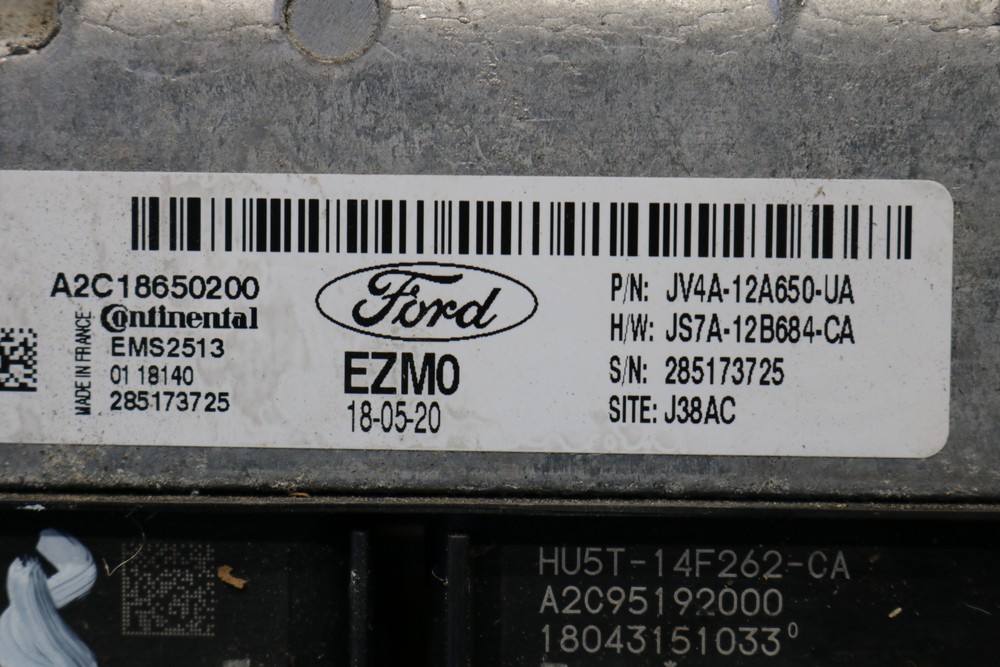 A2C18650200
Continental
EMS2513
01 18140
285173725
MADE IN FRANCE
Ford
EZM0
18-05-20
P/N: JV4A-12A650-UA
H/W: JS7A-12B684-CA
S/N: 285173725
SITE: J38AC
HU5T-14F262-CA
A2C95192000
18043151033⁰